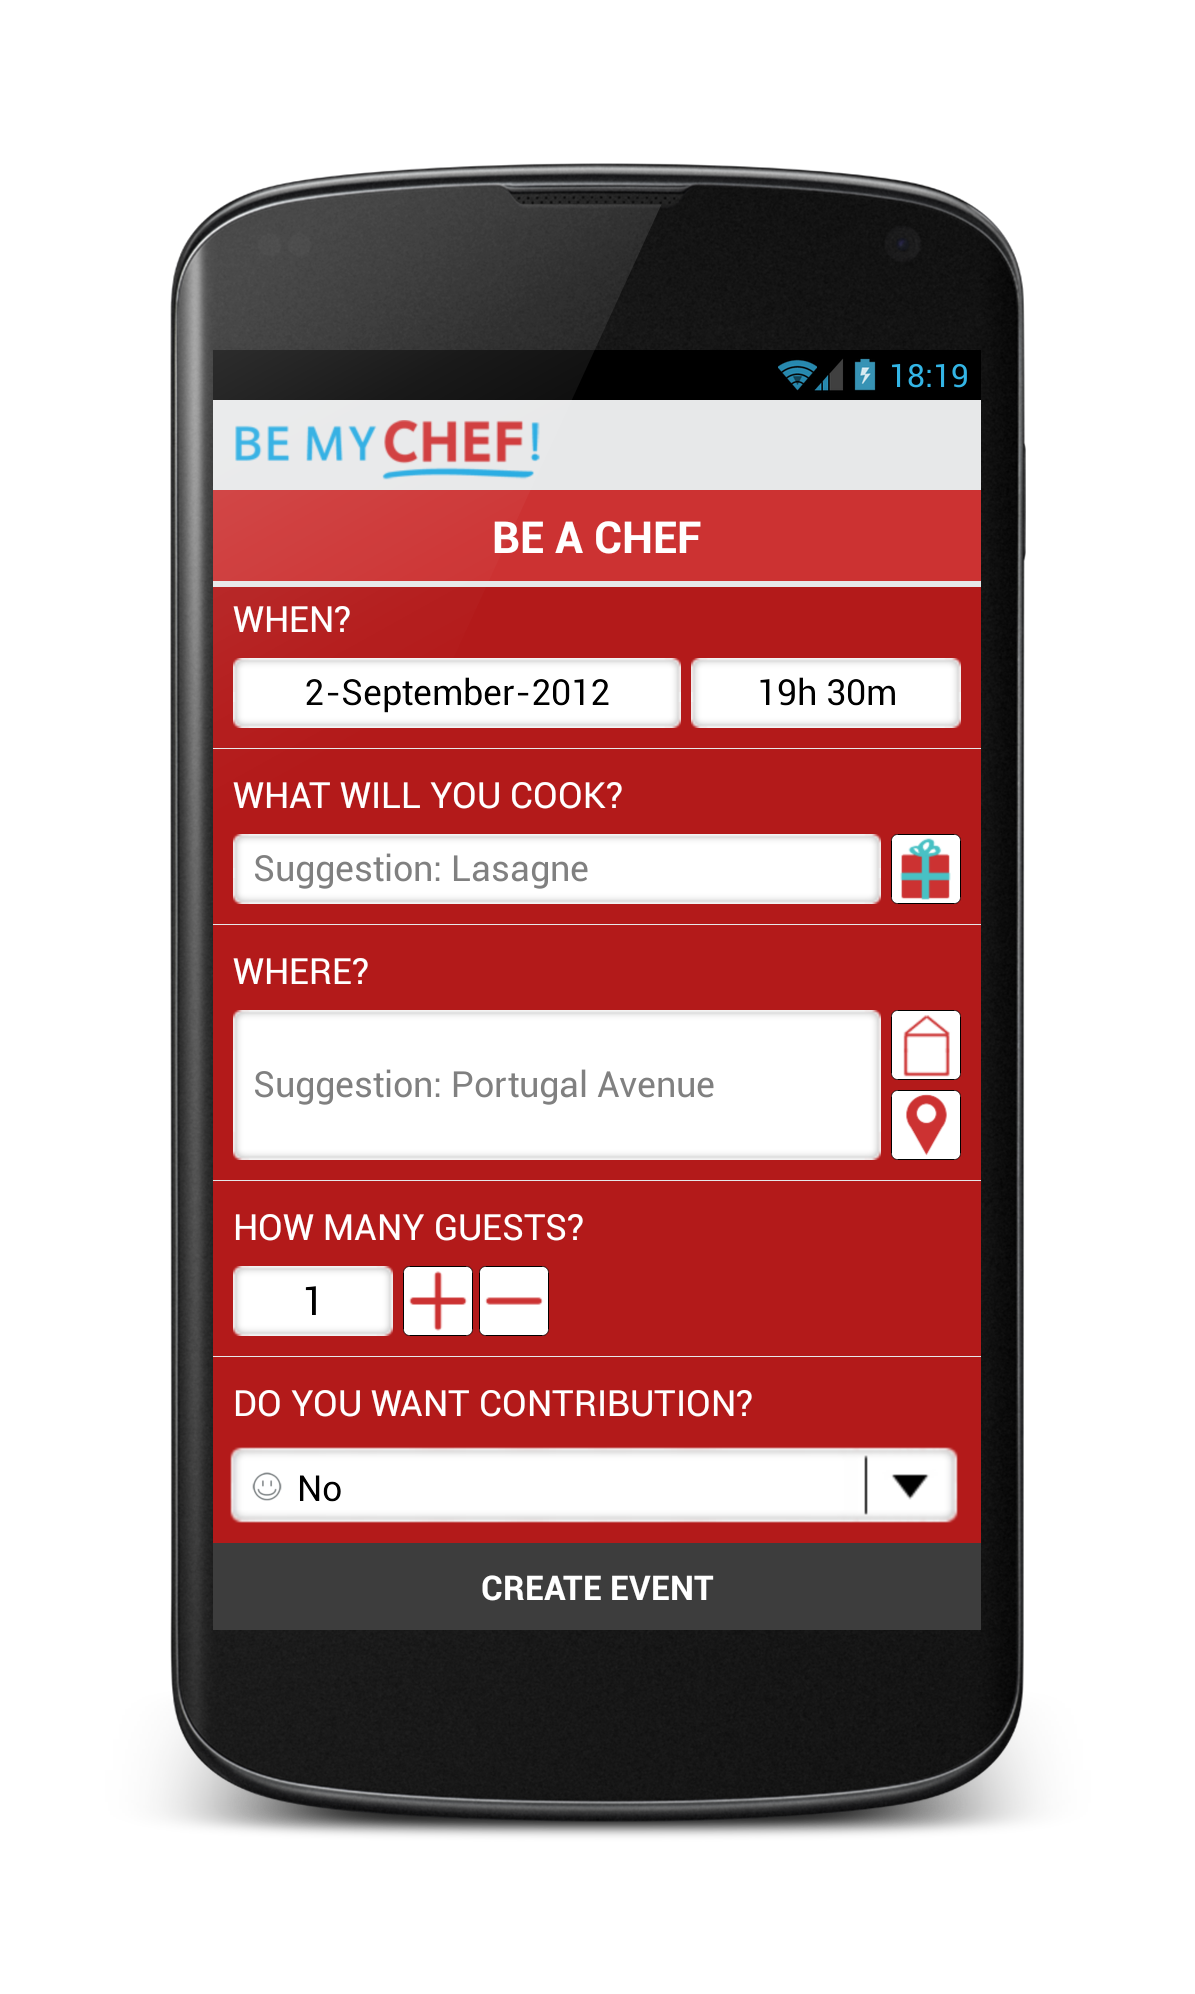 18:19
BE MY CHEF!
BE A CHEF
WHEN?
2-September-2012 19h 30m
WHAT WILL YOU COOK?
Suggestion: Lasagne
WHERE?
Suggestion: Portugal Avenue
HOW MANY GUESTS?
1
DO YOU WANT CONTRIBUTION?
No
CREATE EVENT